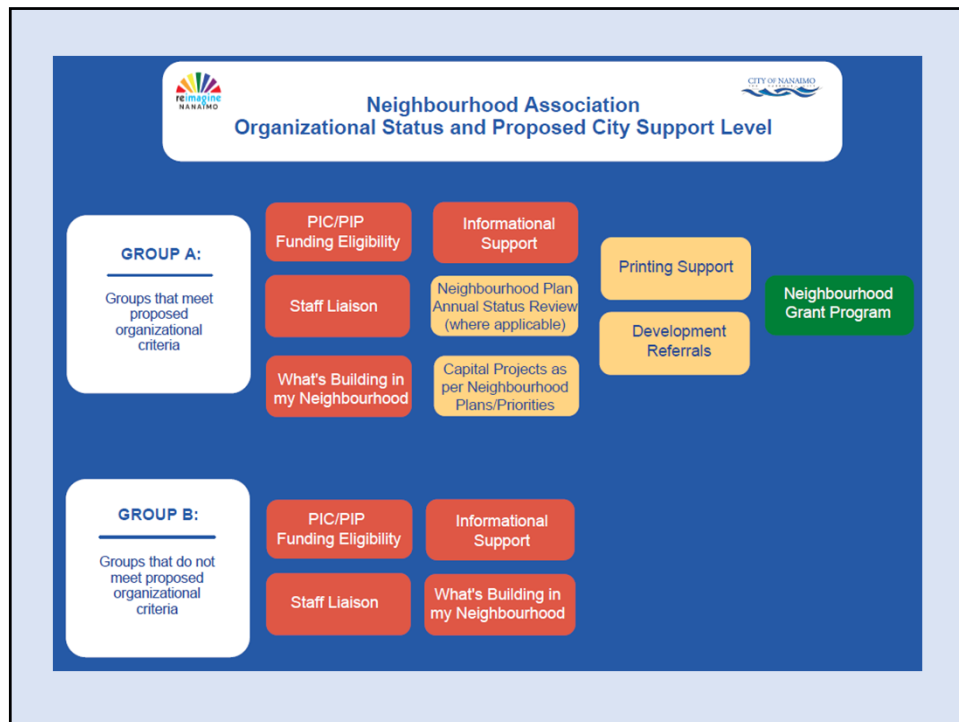 reimagine
NANAIMO
CITY OF NANAIMO
Neighbourhood Association
Organizational Status and Proposed City Support Level
GROUP A:
Groups that meet
proposed
organizational
criteria
PIC/PIP
Funding Eligibility
Informational
Support
Staff Liaison
Neighbourhood Plan
Annual Status Review
(where applicable)
What's Building in
my Neighbourhood
Capital Projects as
per Neighbourhood
Plans/Priorities
Printing Support
Development
Referrals
Neighbourhood
Grant Program
GROUP B:
Groups that do not
meet proposed
organizational
criteria
PIC/PIP
Funding Eligibility
Informational
Support
Staff Liaison
What's Building in
my Neighbourhood